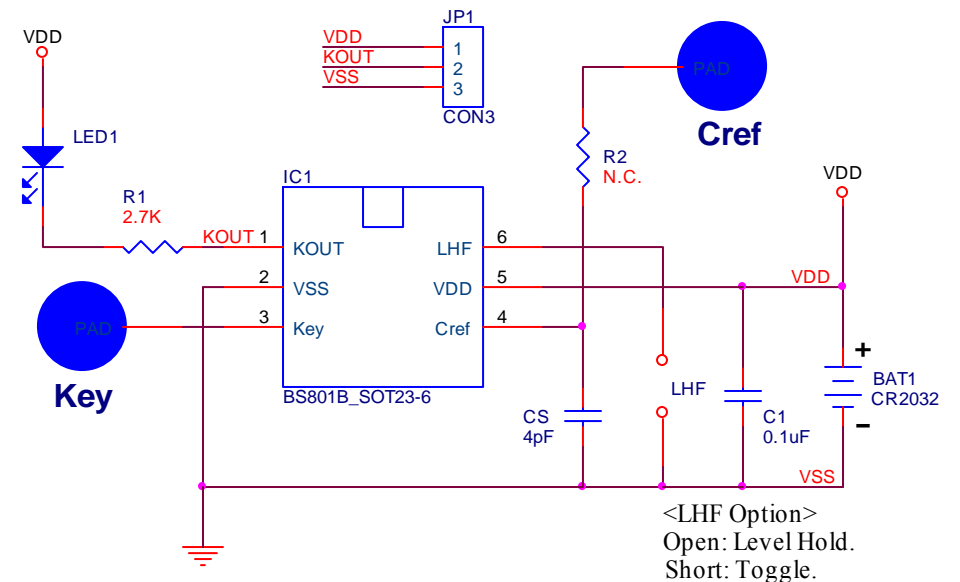 VDD
LED1
R1
2.7K
JP1
VDD
KOUT
VSS
1
2
3
CON3
PAD
Cref
R2
N.C.
VDD
IC1
KOUT 1
2
3
KOUT
VSS
Key
LHF
VDD
Cref
6
5
4
BS801B_SOT23-6
PAD
Key
VDD
+
BAT1
CR2032
-
LHF
C1
0.1uF
CS
4pF
VSS
<LHF Option>
Open: Level Hold.
Short: Toggle.